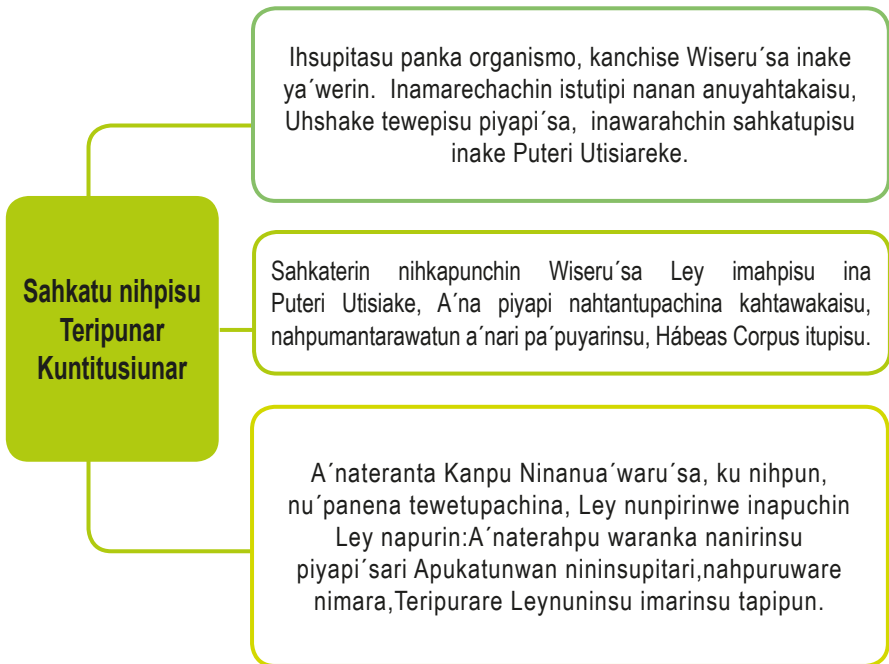 Ihsupitasu panka organismo, kanchise Wiseru´sa inake
ya´werin. Inamarechachin istutipi nanan anuyahtakaisu,
Uhshake tewepisu piyapi´sa, inawarahchin sahkatupisu
inake Puteri Utisiareke.
Sahkatu nihpisu
Teripunar
Kuntitusiunar
Sahkaterin nihkapunchin Wiseru´sa Ley imahpisu ina
Puteri Utisiake, A´na piyapi nahtantupachina kahtawakaisu,
nahpumantarawatun a´nari pa´puyarinsu, Hábeas Corpus itupisu.
A´nateranta Kanpu Ninanua´waru´sa, ku nihpun,
nu´panena tewetupachina, Ley nunpirinwe inapuchin
Ley napurin:A´naterahpu waranka nanirinsu
piyapi´sari Apukatunwan nininsupitari,nahpuruware
nimara,Teripurare Leynuninsu imarinsu tapipun.